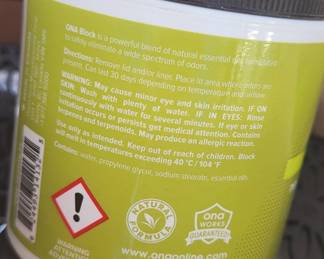 ONA Block is a powerful blend of natural essential oils formulated
to safely eliminate a wide spectrum of odors.
Directions: Remove lid and/or liner. Place in area where odors are
present. Can last 30 days depending on temperature and airflow.
WARNING: May cause minor eye and skin irritation. IF ON
SKIN: Wash with plenty of water. IF IN EYES: Rinse
continuously with water for several minutes. If eye or skin
irritation occurs or persists get medical attention. Contains
terpenes and terpenoids. May produce an allergic reaction.
Use only as intended. Keep out of reach of children. Block
will melt in temperatures exceeding 40 °C / 104 °F
Contains: water, propylene glycol, sodium stearate, essential oils.
!
NATURAL
FORMULA
ona
WORKS
GUARANTEED
www.onaonline.com
WARNING
ATTENTION